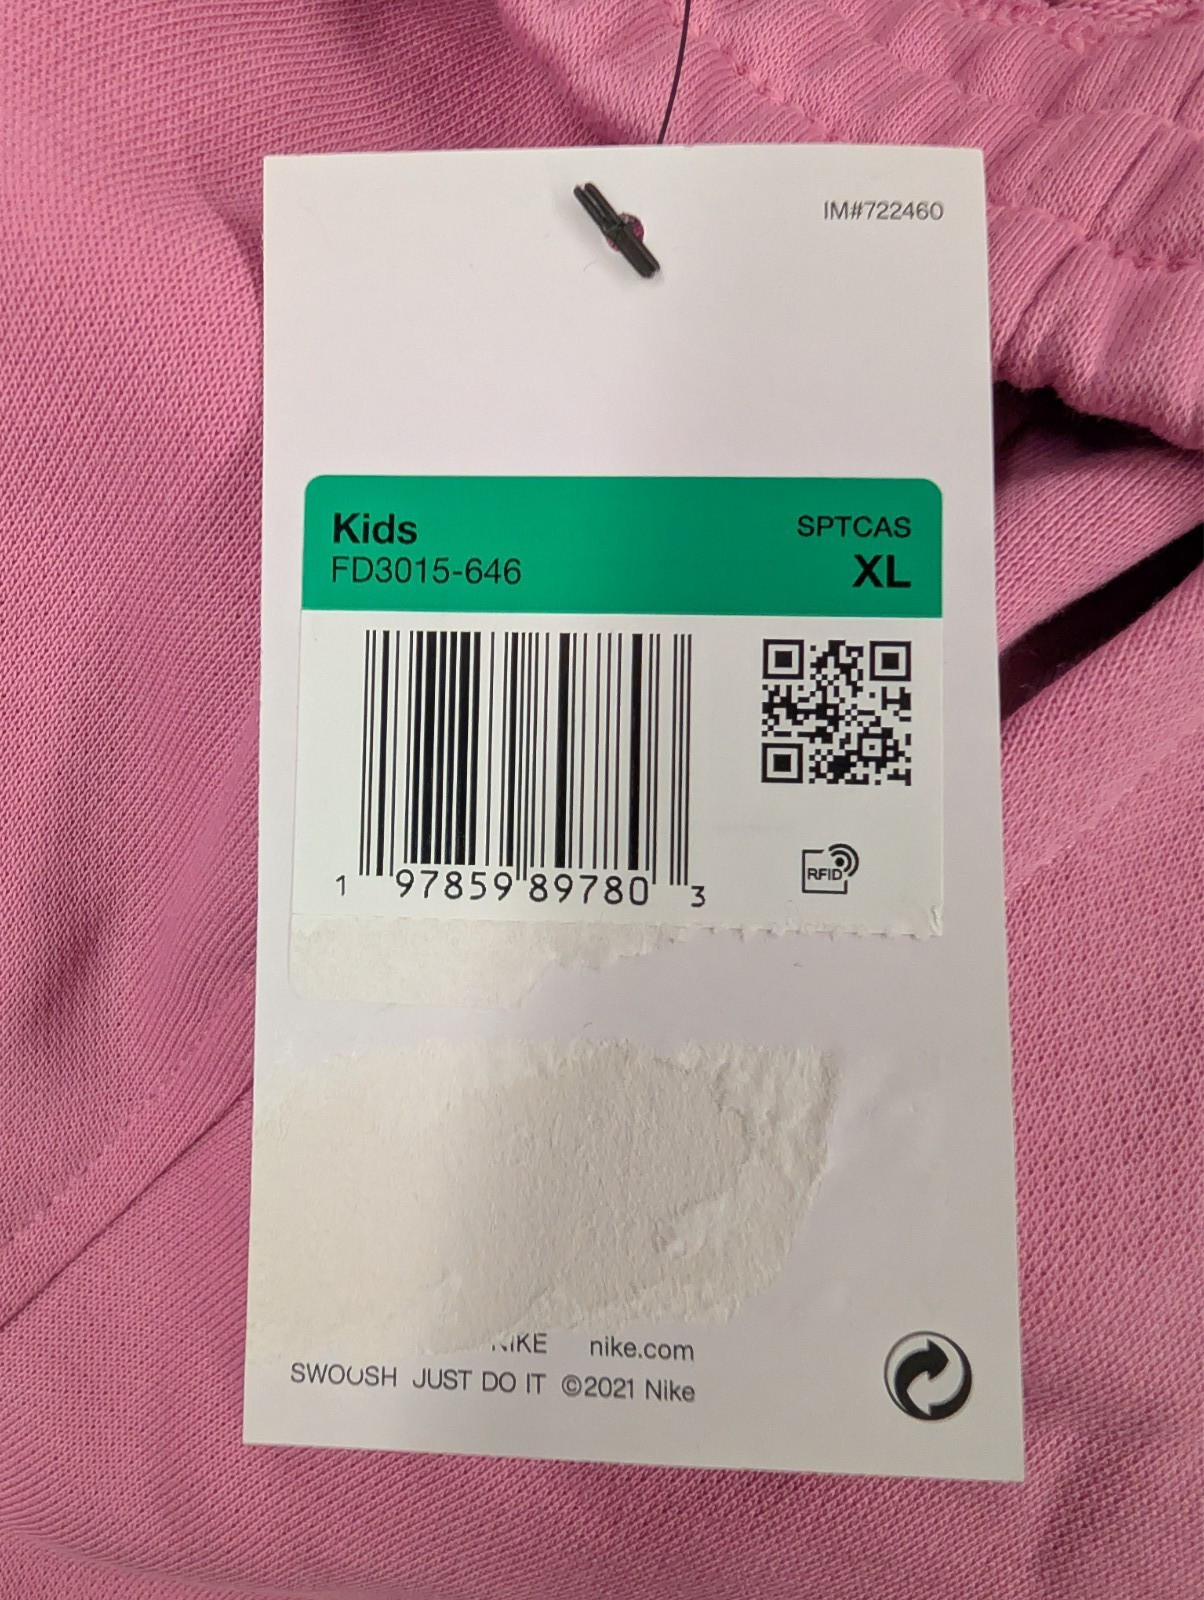 IM#722460
Kids
SPTCAS
FD3015-646
XL
1 97859 89780 3
RFID
nike.com
SWOOSH JUST DO IT ©2021 Nike